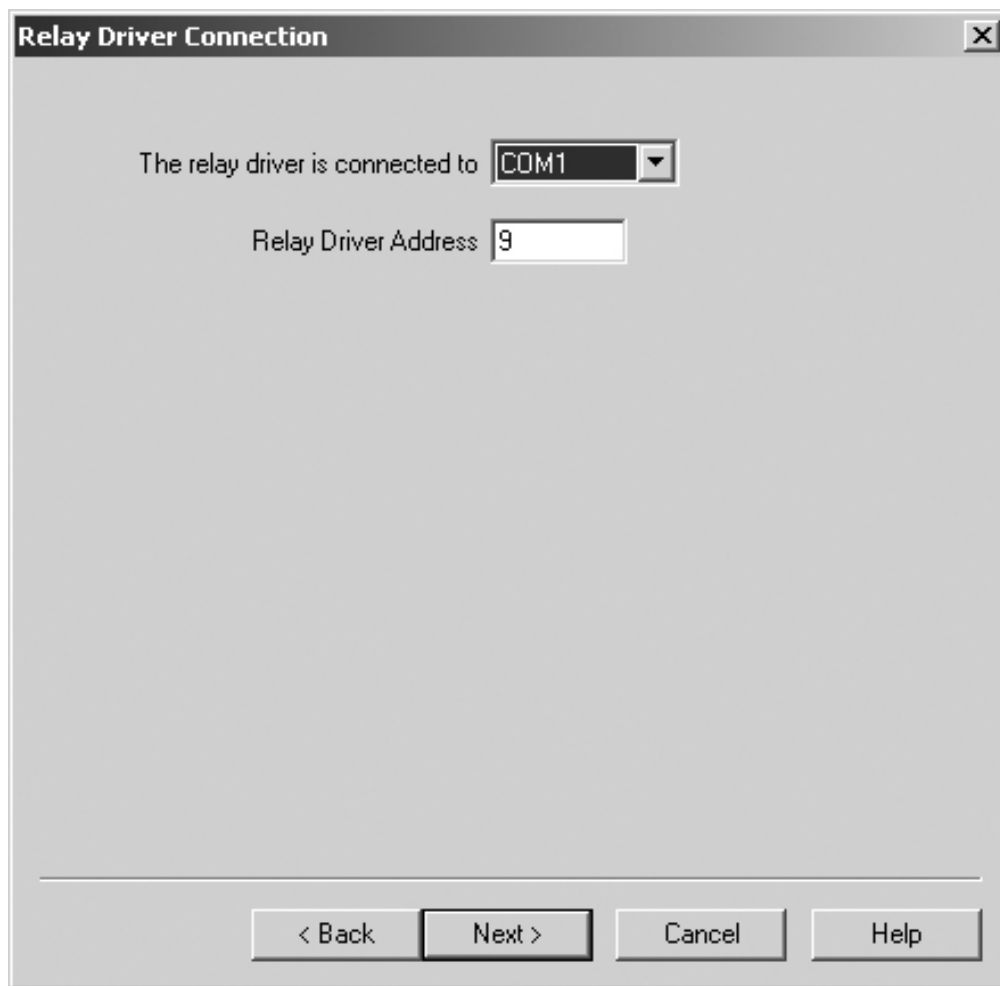 Relay Driver Connection
The relay driver is connected to COM1
Relay Driver Address 9
< Back Next > Cancel Help